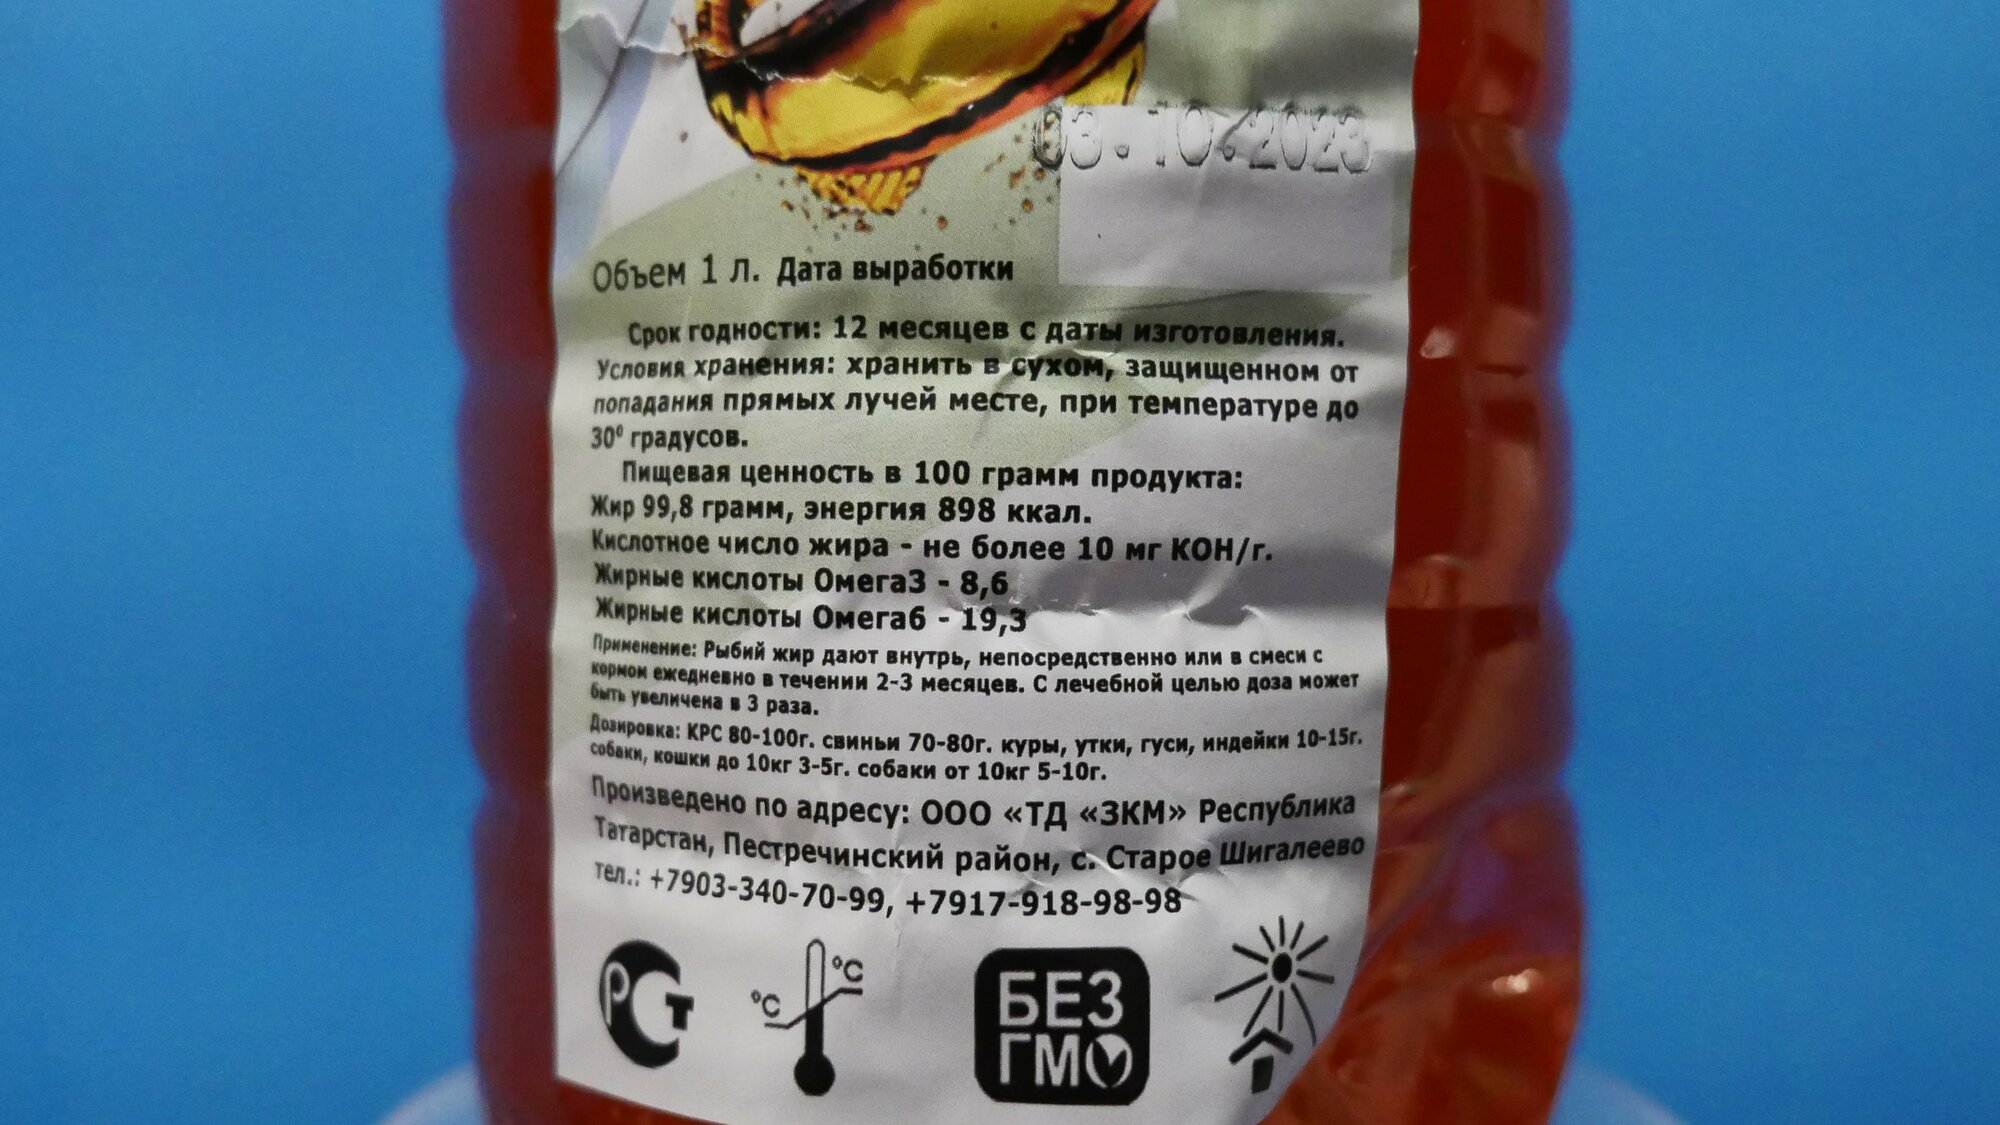 03.10.2023
Объем 1 л. Дата выработки
Срок годности: 12 месяцев с даты изготовления.
Условия хранения: хранить в сухом, защищенном от
попадания прямых лучей месте, при температуре до
30⁰ градусов.
Пищевая ценность в 100 грамм продукта:
Жир 99,8 грамм, энергия 898 ккал.
Кислотное число жира - не более 10 мг КОН/г.
Жирные кислоты Омега3 - 8,6
Жирные кислоты Омега6 - 19,3
Применение: Рыбий жир дают внутрь, непосредственно или в смеси с
кормом ежедневно в течении 2-3 месяцев. С лечебной целью доза может
быть увеличена в 3 раза.
Дозировка: КРС 80-100г. свиньи 70-80г. куры, утки, гуси, индейки 10-15г.
собаки, кошки до 10кг 3-5г. собаки от 10кг 5-10г.
Произведено по адресу: ООО «ТД «ЗКМ» Республика
Татарстан, Пестречинский район, с. Старое Шигалеево
тел.: +7903-340-70-99, +7917-918-98-98
РСТ
°C °C
БЕЗ
ГМО